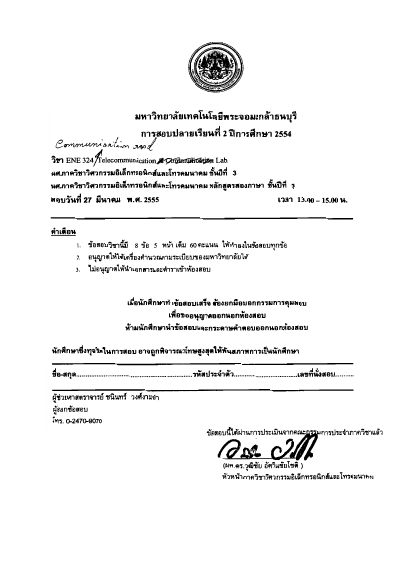 มหาวิทยาลัยเทคโนโลยีพระจอมเกล้าธนบุรี
การสอบปลายเรียนที่ 2 ปีการศึกษา 2554
Communication and
วิชา ENE 324 Telecommunication Lab
นศ.ภาควิชาวิศวกรรมอิเล็กทรอนิกส์และโทรคมนาคม ชั้นปีที่ 3
นศ.ภาควิชาวิศวกรรมอิเล็กทรอนิกส์และโทรคมนาคม หลักสูตรสองภาษา ชั้นปีที่ 3
สอบวันที่ 27 มีนาคม พ.ศ. 2555 เวลา 13.00 - 15.00 น.
คำเตือน
1. ข้อสอบวิชานี้มี 8 ข้อ 5 หน้า เต็ม 60 คะแนน ให้ทำลงในข้อสอบทุกข้อ
2. อนุญาตให้ใช้เครื่องคำนวณตามระเบียบของมหาวิทยาลัยได้
3. ไม่อนุญาตให้นำเอกสารและตำราเข้าห้องสอบ
เมื่อนักศึกษาทำข้อสอบเสร็จ ต้องยกมือบอกกรรมการคุมสอบ
เพื่อขออนุญาตออกนอกห้องสอบ
ห้ามนักศึกษานำข้อสอบและกระดาษคำตอบออกนอกห้องสอบ
นักศึกษาซึ่งทุจริตในการสอบ อาจถูกพิจารณาโทษสูงสุดให้พ้นสภาพการเป็นนักศึกษา
ชื่อ-สกุล..............................รหัสประจำตัว..............................เลขที่นั่งสอบ..........
ผู้ช่วยศาสตราจารย์ ชนินทร์ วงศ์งามขำ
ผู้ออกข้อสอบ
โทร. 0-2470-9070
ข้อสอบนี้ได้ผ่านการประเมินจากคณะกรรมการประจำภาควิชาแล้ว
(ผศ.ดร.วุฒิชัย อัศวินชัยโชติ )
หัวหน้าภาควิชาวิศวกรรมอิเล็กทรอนิกส์และโทรคมนาคม